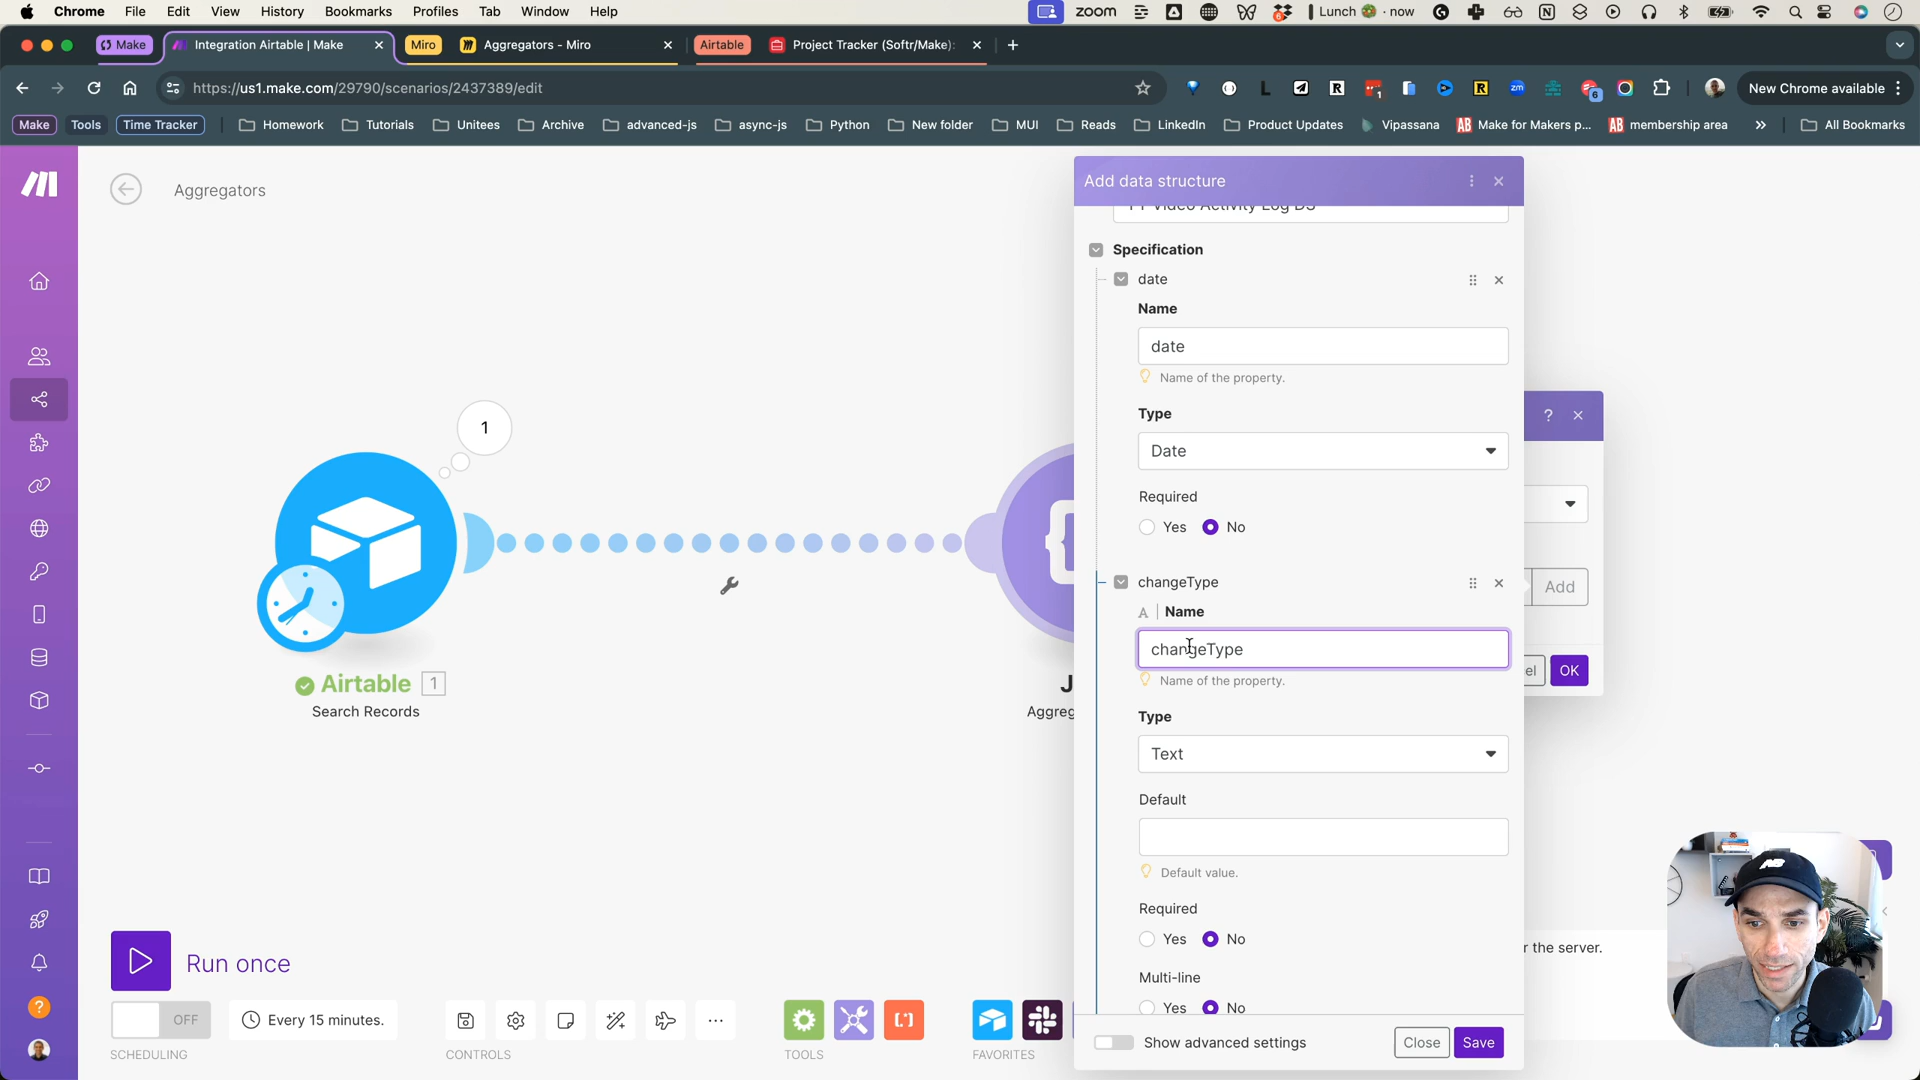 Chrome File Edit View History Bookmarks Profiles Tab Window Help
zoom Lunch · now
Make Integration Airtable | Make Miro Aggregators - Miro Airtable Project Tracker (Softr/Make):
https://us1.make.com/29790/scenarios/2437389/edit
New Chrome available
Make Tools Time Tracker Homework Tutorials Unitees Archive advanced-js async-js Python New folder MUI Reads LinkedIn Product Updates Vipassana Make for Makers p... membership area » All Bookmarks
Aggregators
1
Airtable 1
Search Records
J
Aggreg
Add data structure
Specification
date
Name
date
Name of the property.
Type
Date
Required
Yes No
changeType
A Name
changeType
Name of the property.
Type
Text
Default
Default value.
Required
Yes No
Multi-line
Yes No
Show advanced settings
Close Save
?
Add
el OK
r the server.
Run once
OFF
Every 15 minutes.
SCHEDULING
CONTROLS
TOOLS
FAVORITES